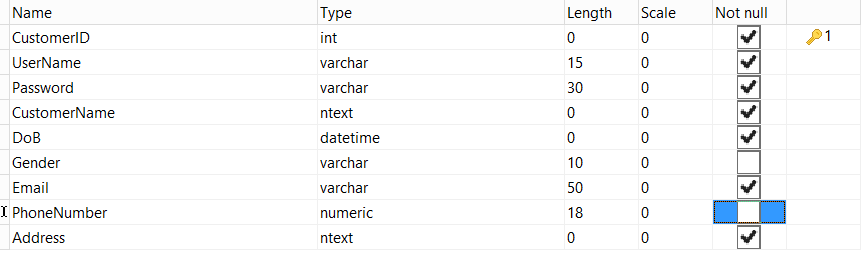 Name Type Length Scale Not null
CustomerID int 0 0 1
UserName varchar 15 0
Password varchar 30 0
CustomerName ntext 0 0
DoB datetime 0 0
Gender varchar 10 0
Email varchar 50 0
PhoneNumber numeric 18 0
Address ntext 0 0